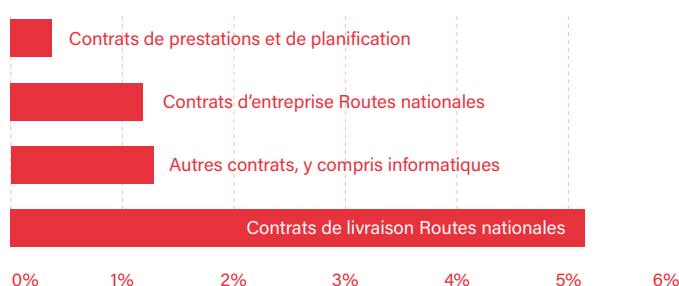 Contrats de prestations et de planification
Contrats d'entreprise Routes nationales
Autres contrats, y compris informatiques
Contrats de livraison Routes nationales
0% 1% 2% 3% 4% 5% 6%